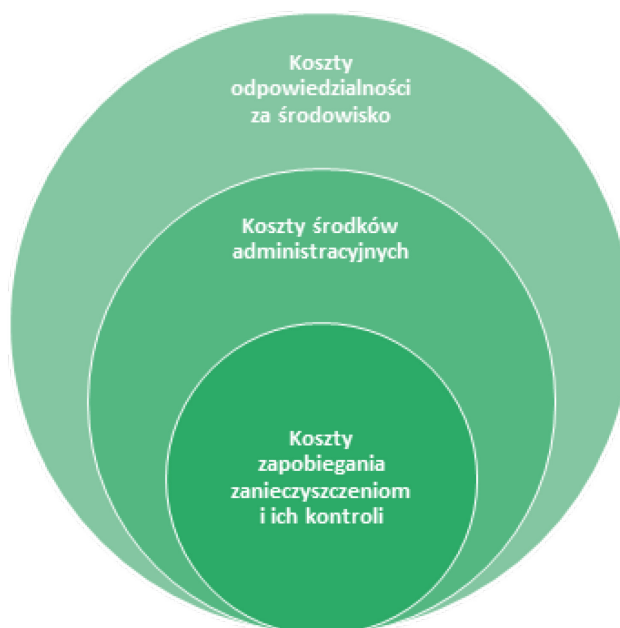 Koszty
odpowiedzialności
za środowisko
Koszty środków
administracyjnych
Koszty
zapobiegania
zanieczyszczeniom
i ich kontroli